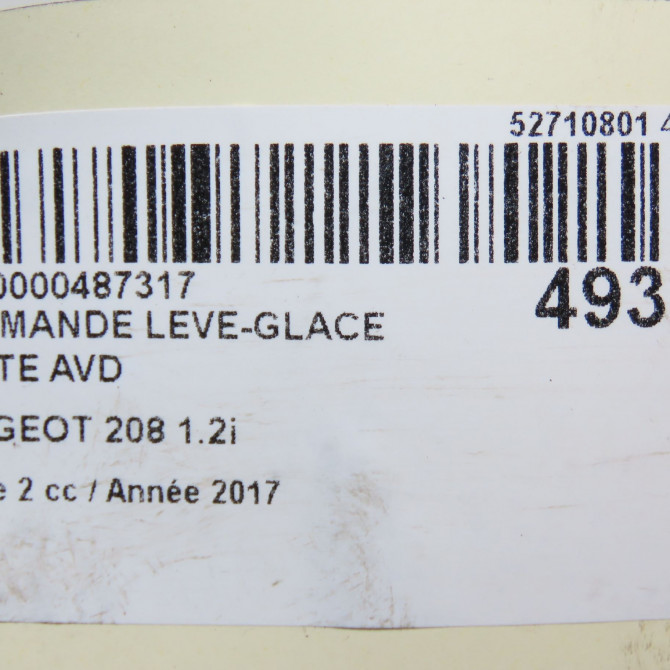 52710801 4
0000487317
493
MANDE LEVE-GLACE
TE AVD
GEOT 208 1.2i
e 2 cc / Année 2017